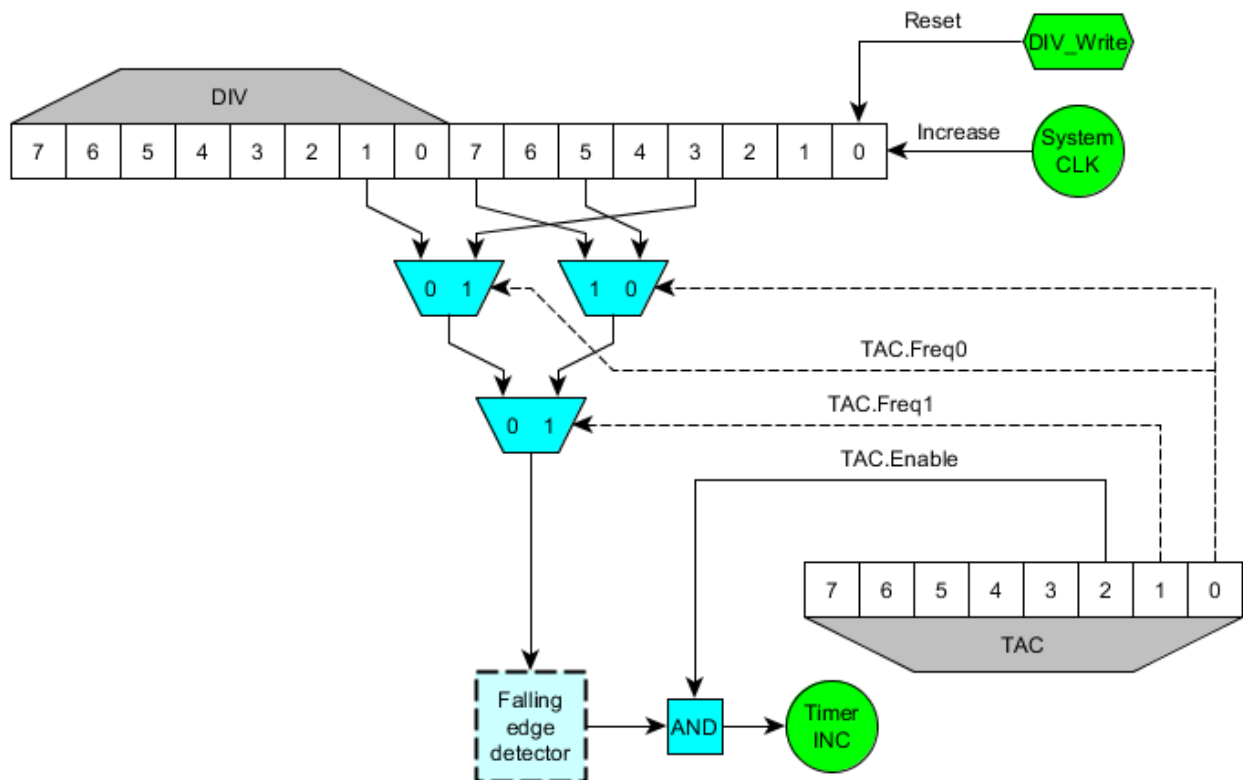 Reset
DIV_Write
DIV
7 6 5 4 3 2 1 0 7 6 5 4 3 2 1 0
Increase
System
CLK
0 1
1 0
TAC.Freq0
0 1
TAC.Freq1
TAC.Enable
7 6 5 4 3 2 1 0
TAC
Falling
edge
detector
AND
Timer
INC